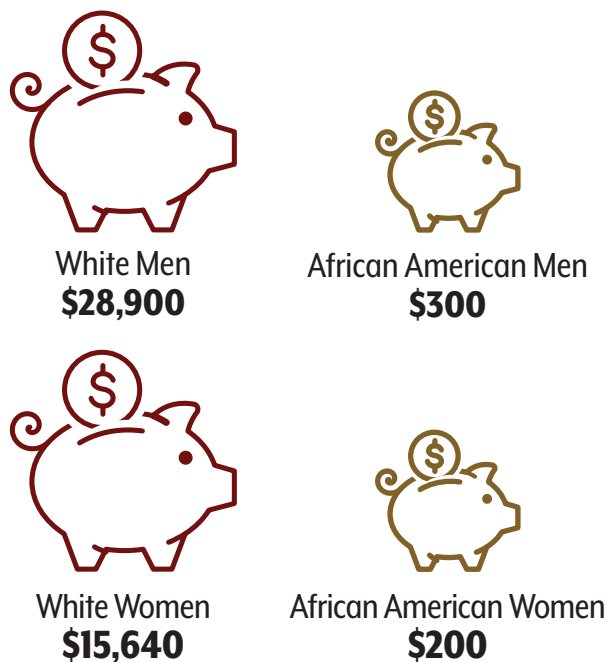 $
$
White Men
$28,900
African American Men
$300
$
$
White Women
$15,640
African American Women
$200